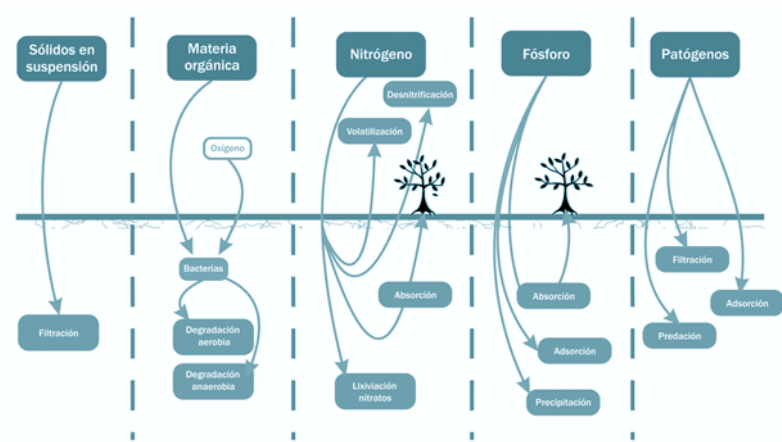 Sólidos en
suspensión
Filtración
Materia
orgánica
Oxígeno
Bacterias
Degradación
aerobia
Degradación
anaerobia
Nitrógeno
Desnitrificación
Volatilización
Absorción
Lixiviación
nitratos
Fósforo
Absorción
Adsorción
Precipitación
Patógenos
Filtración
Adsorción
Predación